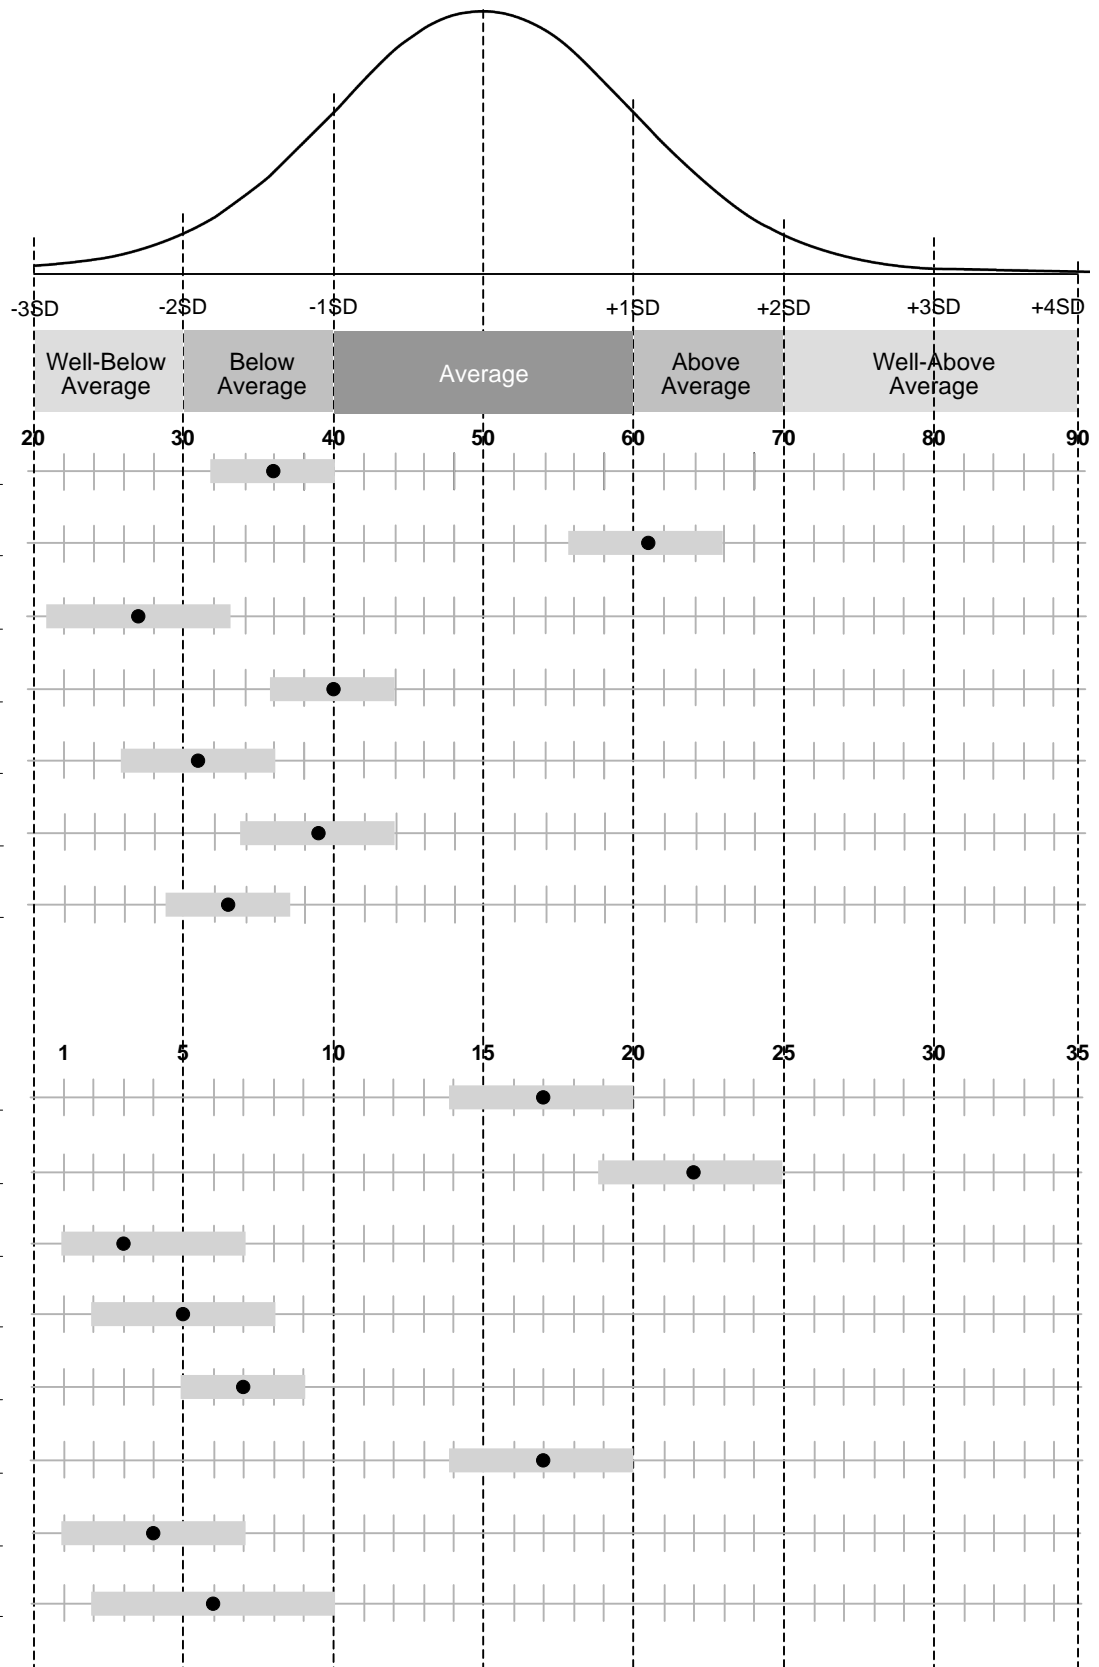 -3SD -2SD -1SD +1SD +2SD +3SD +4SD
Well-Below Average
Below Average
Average
Above Average
Well-Above Average
20 30 40 50 60 70 80 90
1 5 10 15 20 25 30 35